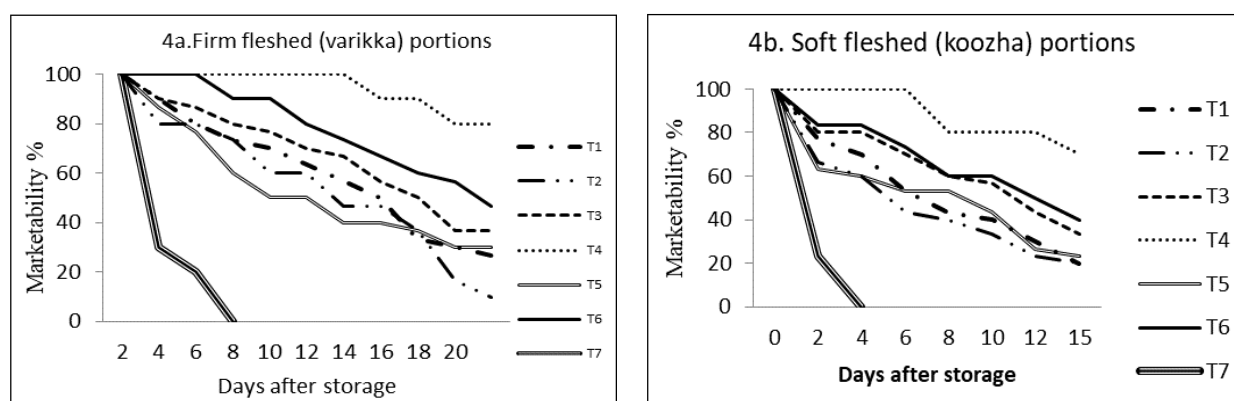 4a.Firm fleshed (varikka) portions
Marketability %
100
80
60
40
20
0
2 4 6 8 10 12 14 16 18 20
Days after storage
T1
T2
T3
T4
T5
T6
T7
4b. Soft fleshed (koozha) portions
Marketability %
100
80
60
40
20
0
0 2 4 6 8 10 12 15
Days after storage
T1
T2
T3
T4
T5
T6
T7